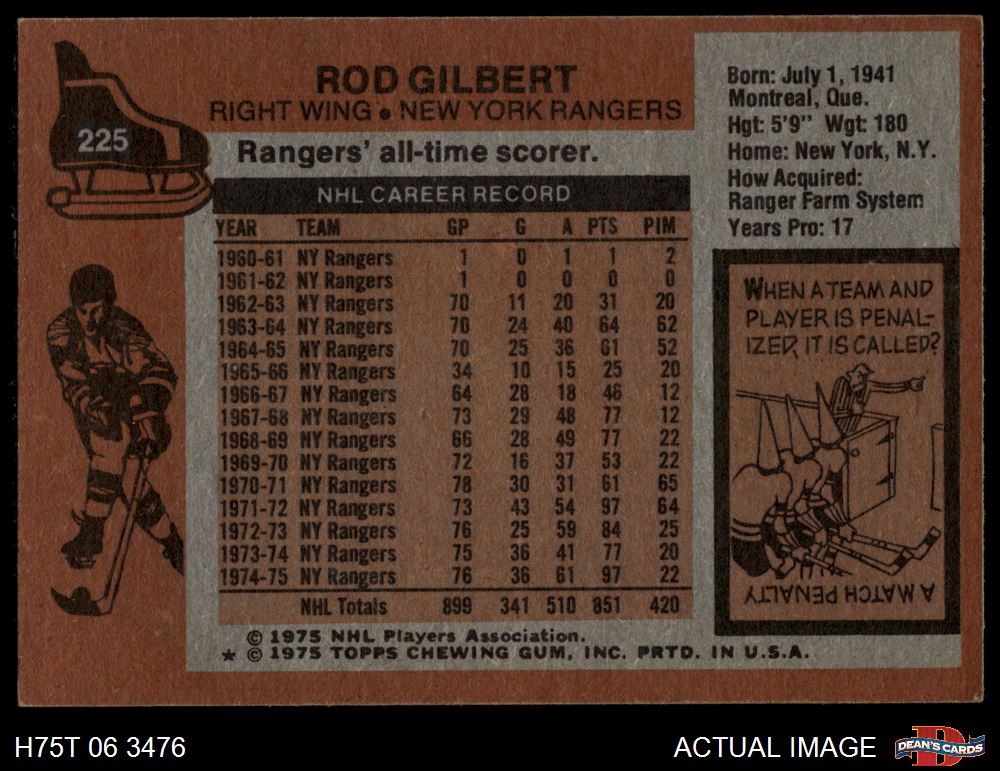 225
ROD GILBERT
RIGHT WING • NEW YORK RANGERS
Rangers' all-time scorer.
NHL CAREER RECORD
YEAR TEAM GP G A PTS PIM
1960-61 NY Rangers 1 0 1 1 2
1961-62 NY Rangers 1 0 0 0 0
1962-63 NY Rangers 70 11 20 31 20
1963-64 NY Rangers 70 24 40 64 62
1964-65 NY Rangers 70 25 36 61 52
1965-66 NY Rangers 34 10 15 25 20
1966-67 NY Rangers 64 28 18 46 12
1967-68 NY Rangers 73 29 48 77 12
1968-69 NY Rangers 66 28 49 77 22
1969-70 NY Rangers 72 16 37 53 22
1970-71 NY Rangers 78 30 31 61 65
1971-72 NY Rangers 73 43 54 97 64
1972-73 NY Rangers 76 25 59 84 25
1973-74 NY Rangers 75 36 41 77 20
1974-75 NY Rangers 76 36 61 97 22
NHL Totals 899 341 510 851 420
© 1975 NHL Players Association.
* © 1975 TOPPS CHEWING GUM, INC. PRTD. IN U.S.A.
Born: July 1, 1941
Montreal, Que.
Hgt: 5'9" Wgt: 180
Home: New York, N.Y.
How Acquired:
Ranger Farm System
Years Pro: 17
WHEN A TEAM AND
PLAYER IS PENAL-
IZED, IT IS CALLED?
A MATCH PENALTY
H75T 06 3476
ACTUAL IMAGE
D
DEAN'S CARDS